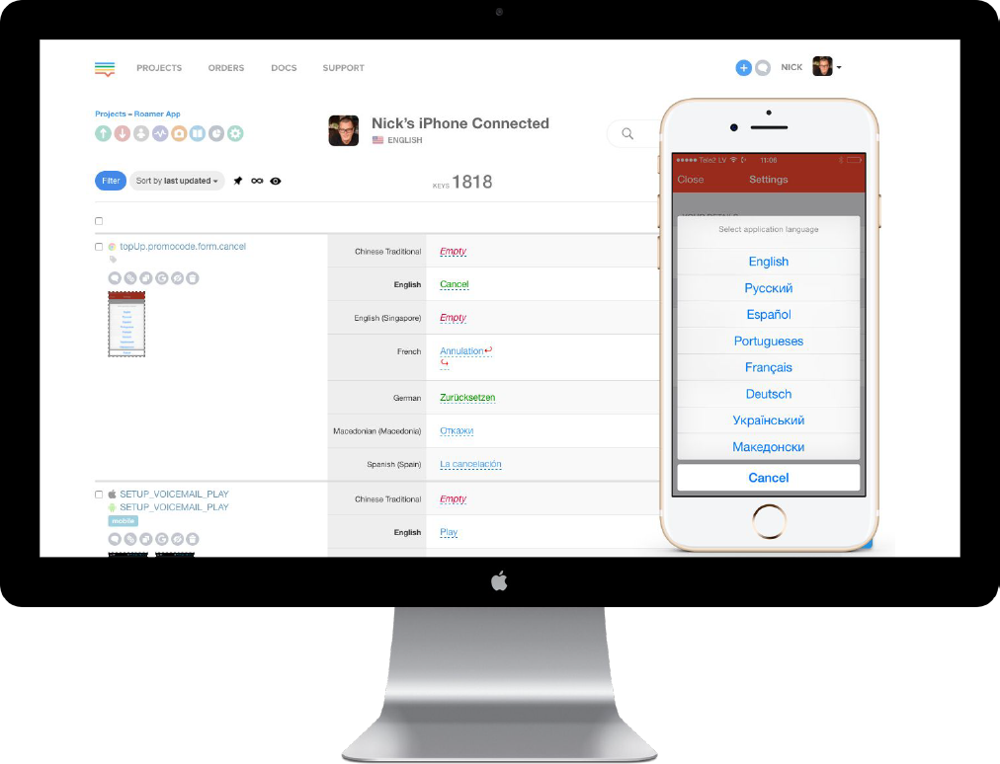 PROJECTS ORDERS DOCS SUPPORT
NICK
Projects – Roamer App
Nick's iPhone Connected
ENGLISH
Filter
Sort by last updated
KEYS 1818
topUp.promocode.form.cancel
Chinese Traditional Empty
English Cancel
English (Singapore) Empty
French Annulation
German Zurücksetzen
Macedonian (Macedonia) Откажи
Spanish (Spain) La cancelación
SETUP_VOICEMAIL_PLAY
SETUP_VOICEMAIL_PLAY
mobile
Chinese Traditional Empty
English Play
Tele2 LV 11:08
Close Settings
YOUR DETAILS
Select application language
English
Русский
Español
Portugueses
Français
Deutsch
Український
Македонски
Cancel